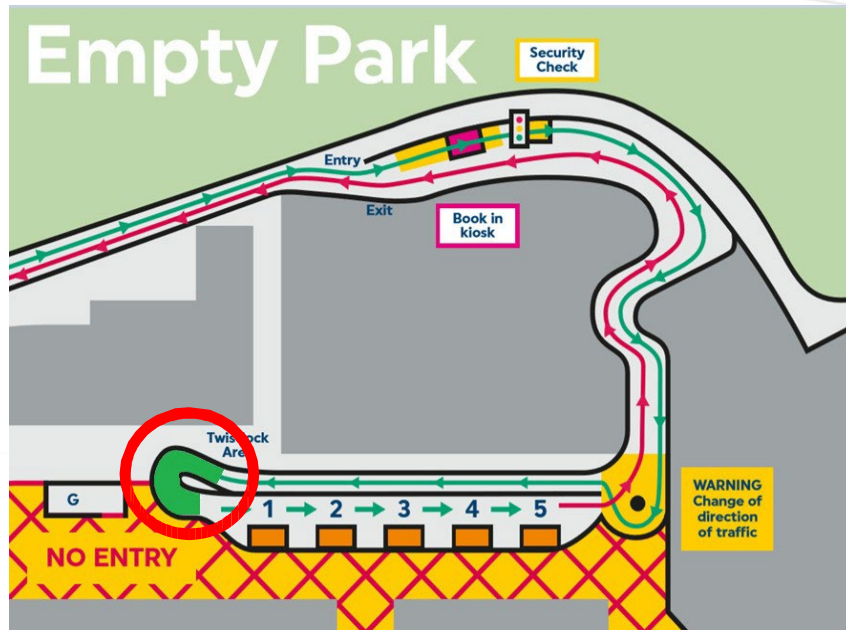 Empty Park
Security
Check
Entry
Exit
Book in
kiosk
Area
G
1
2
3
4
5
WARNING
Change of
direction
of traffic
NO ENTRY